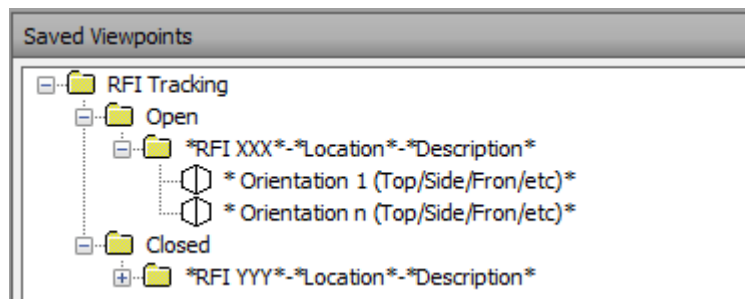 Saved Viewpoints
RFI Tracking
Open
*RFI XXX*-*Location*-*Description*
* Orientation 1 (Top/Side/Fron/etc)*
* Orientation n (Top/Side/Fron/etc)*
Closed
*RFI YYY*-*Location*-*Description*